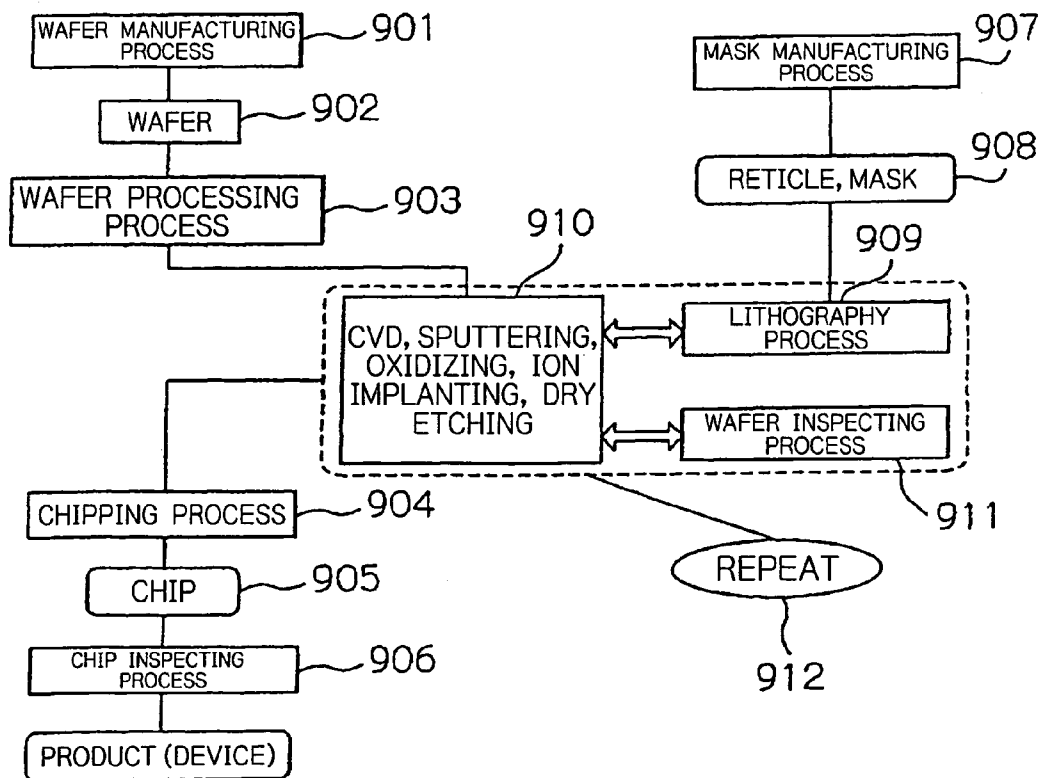 WAFER MANUFACTURING
PROCESS
901
WAFER
902
WAFER PROCESSING
PROCESS
903
MASK MANUFACTURING
PROCESS
907
RETICLE, MASK
908
910
909
CVD, SPUTTERING,
OXIDIZING, ION
IMPLANTING, DRY
ETCHING
LITHOGRAPHY
PROCESS
WAFER INSPECTING
PROCESS
911
REPEAT
912
CHIPPING PROCESS
904
CHIP
905
CHIP INSPECTING
PROCESS
906
PRODUCT (DEVICE)